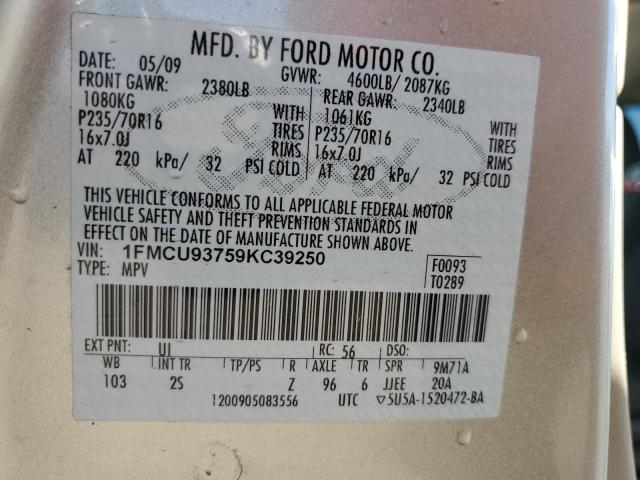 MFD. BY FORD MOTOR CO.
DATE: 05/09 GVWR: 4600LB/ 2087KG
FRONT GAWR: 2380LB REAR GAWR: 2340LB
1080KG WITH 1061KG WITH
P235/70R16 TIRES P235/70R16 TIRES
16x7.0J RIMS 16x7.0J RIMS
AT 220 kPa/ 32 PSI COLD AT 220 kPa/ 32 PSI COLD
Ford
THIS VEHICLE CONFORMS TO ALL APPLICABLE FEDERAL MOTOR
VEHICLE SAFETY AND THEFT PREVENTION STANDARDS IN
EFFECT ON THE DATE OF MANUFACTURE SHOWN ABOVE.
VIN: 1FMCU93759KC39250 F0093
TYPE: MPV T0289
EXT PNT: UI RC: 56 DSO:
WB INT TR TP/PS R AXLE TR SPR 9M71A
103 2S Z 96 6 JJEE 20A
1200905083556 UTC ▽5U5A-1520472-BA